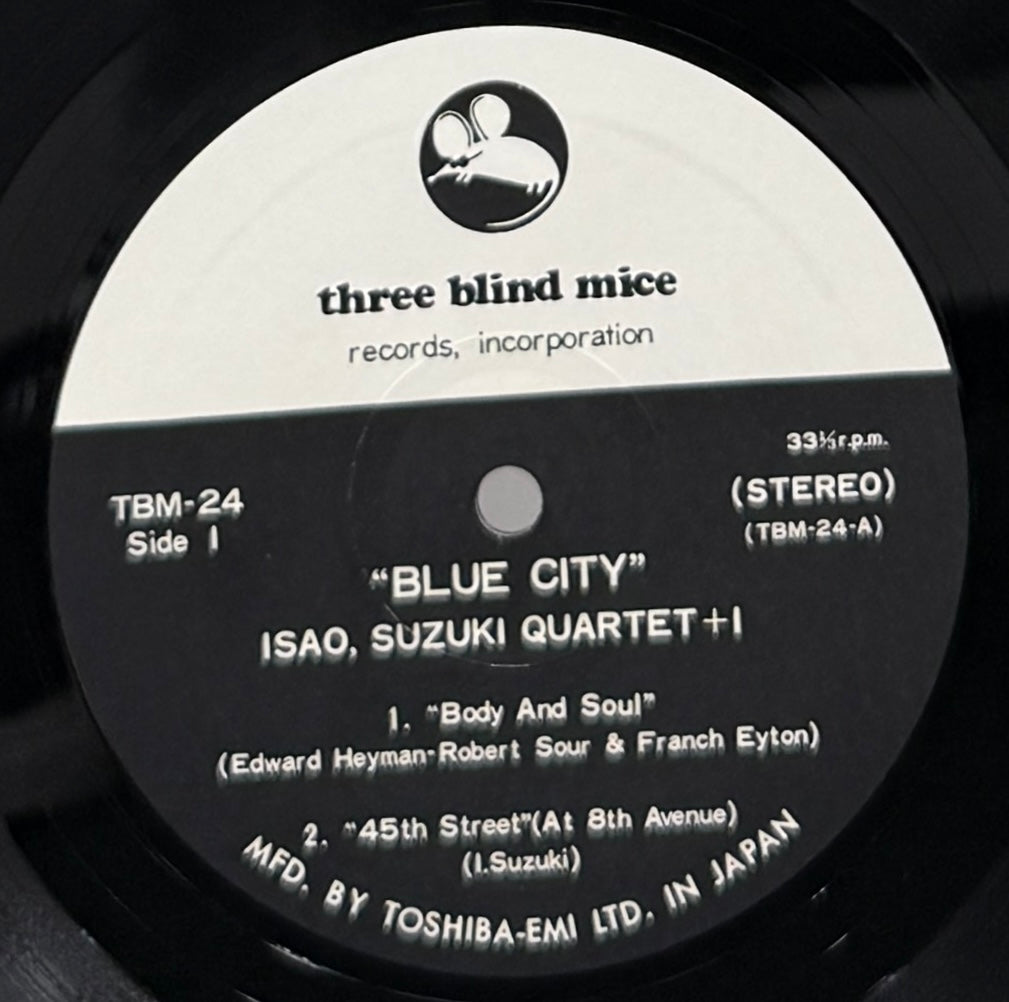 three blind mice
records, incorporation
33⅓ r.p.m.
TBM-24
(STEREO)
Side 1
(TBM-24-A)
“BLUE CITY”
ISAO, SUZUKI QUARTET+1
1. “Body And Soul”
(Edward Heyman-Robert Sour & Franch Eyton)
2. “45th Street”(At 8th Avenue)
(I.Suzuki)
MFD. BY TOSHIBA-EMI LTD. IN JAPAN